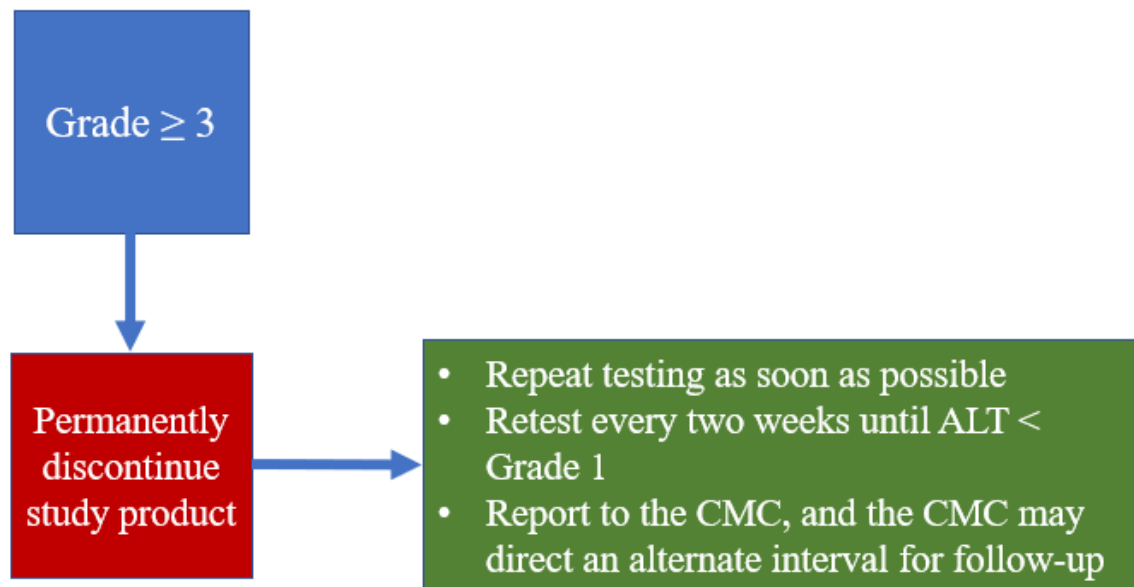 Grade ≥ 3
Permanently
discontinue
study product
• Repeat testing as soon as possible
• Retest every two weeks until ALT <
Grade 1
• Report to the CMC, and the CMC may
direct an alternate interval for follow-up